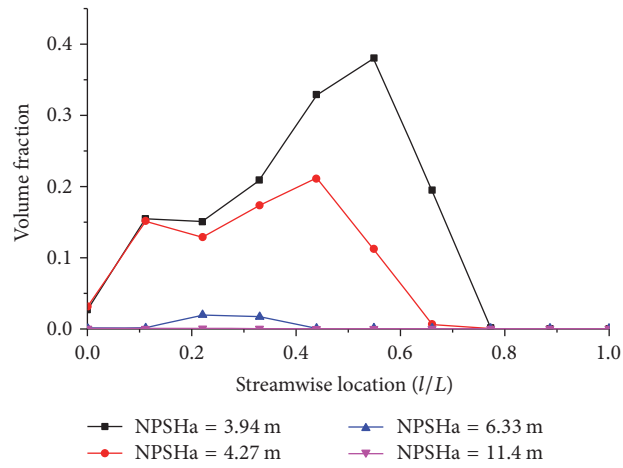 0.4
0.3
0.2
0.1
0.0
Volume fraction
0.0 0.2 0.4 0.6 0.8 1.0
Streamwise location (l/L)
NPSHa = 3.94 m NPSHa = 6.33 m
NPSHa = 4.27 m NPSHa = 11.4 m